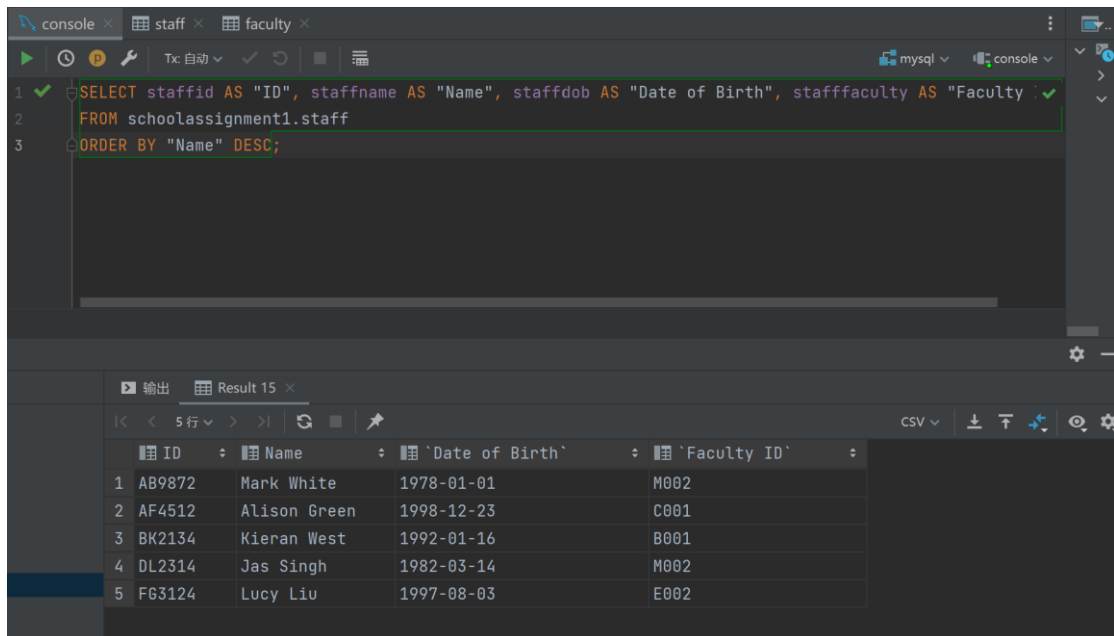 console staff faculty
Tx: 自动 mysql console
1 SELECT staffid AS "ID", staffname AS "Name", staffdob AS "Date of Birth", stafffaculty AS "Faculty
2 FROM schoolassignment1.staff
3 ORDER BY "Name" DESC;
输出 Result 15
5 行 CSV
ID Name `Date of Birth` `Faculty ID`
1 AB9872 Mark White 1978-01-01 M002
2 AF4512 Alison Green 1998-12-23 C001
3 BK2134 Kieran West 1992-01-16 B001
4 DL2314 Jas Singh 1982-03-14 M002
5 FG3124 Lucy Liu 1997-08-03 E002